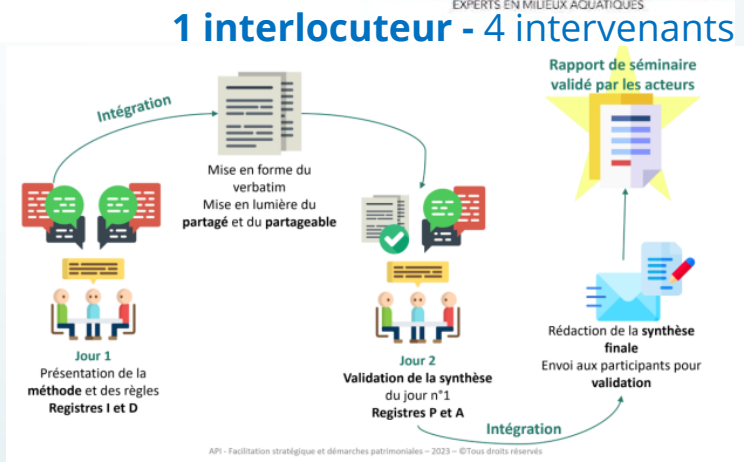 EXPERTS EN MILIEUX AQUATIQUES
1 interlocuteur - 4 intervenants
Rapport de séminaire
validé par les acteurs
Intégration
Mise en forme du
verbatim
Mise en lumière du
partagé et du partageable
Jour 1
Présentation de la
méthode et des règles
Registres I et D
Jour 2
Validation de la synthèse
du jour n°1
Registres P et A
Rédaction de la synthèse
finale
Envoi aux participants pour
validation
Intégration
API - Facilitation stratégique et démarches patrimoniales – 2023 – ©Tous droits réservés